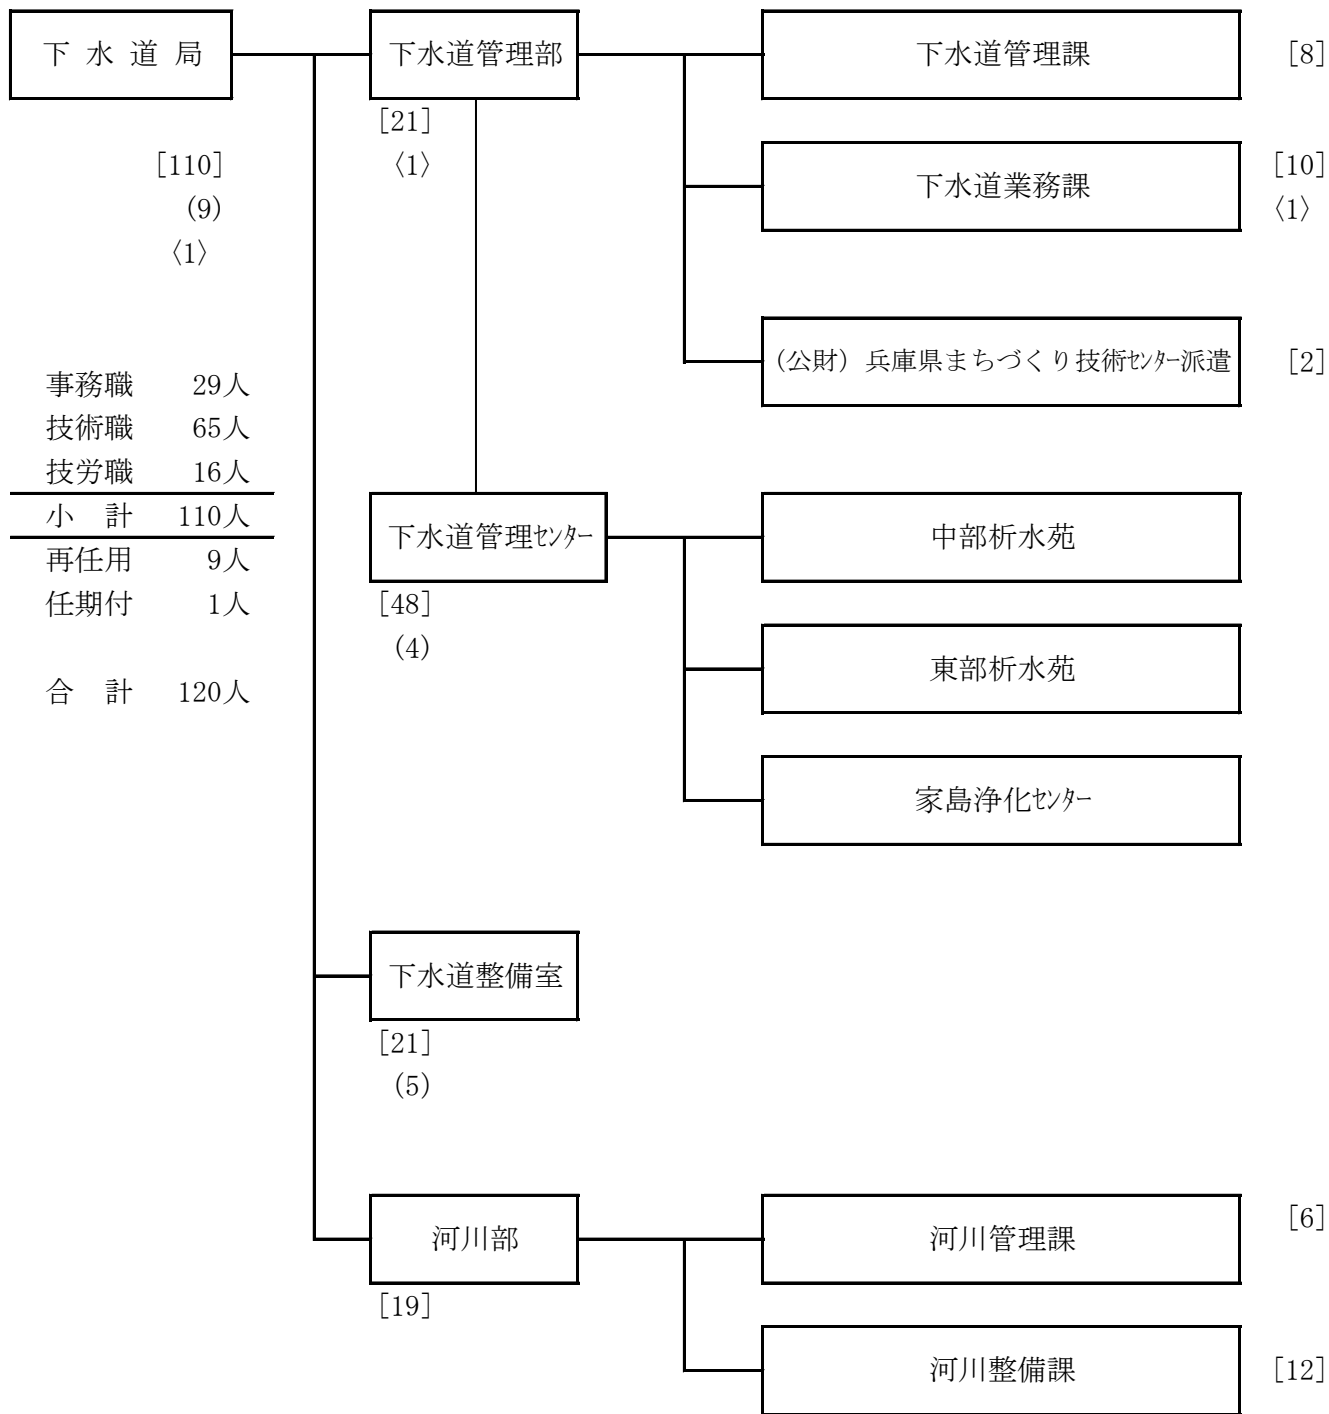 下水道局
下水道管理部
下水道管理課
[8]
[21]
〈1〉
[110]
(9)
〈1〉
下水道業務課
[10]
〈1〉
(公財) 兵庫県まちづくり技術ｾﾝﾀｰ派遣
[2]
事務職 29人
技術職 65人
技労職 16人
小 計 110人
再任用 9人
任期付 1人
合 計 120人
下水道管理ｾﾝﾀｰ
[48]
(4)
中部析水苑
東部析水苑
家島浄化ｾﾝﾀｰ
下水道整備室
[21]
(5)
河川部
[19]
河川管理課
[6]
河川整備課
[12]